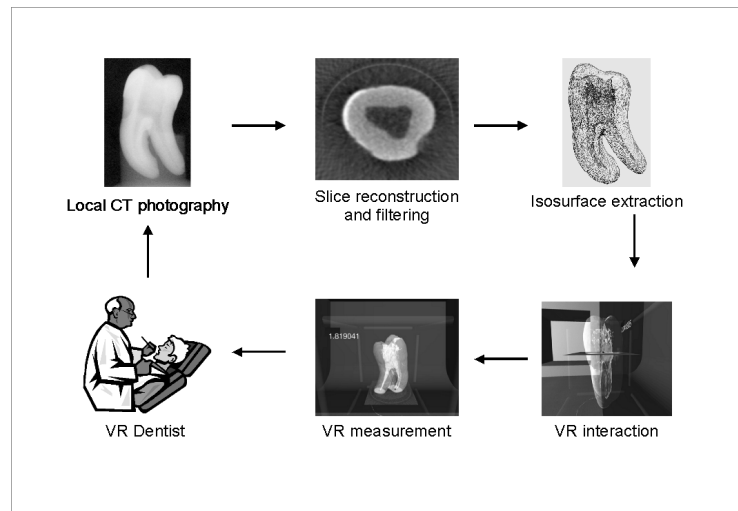 Local CT photography
Slice reconstruction
and filtering
Isosurface extraction
1.819041
VR Dentist
VR measurement
VR interaction